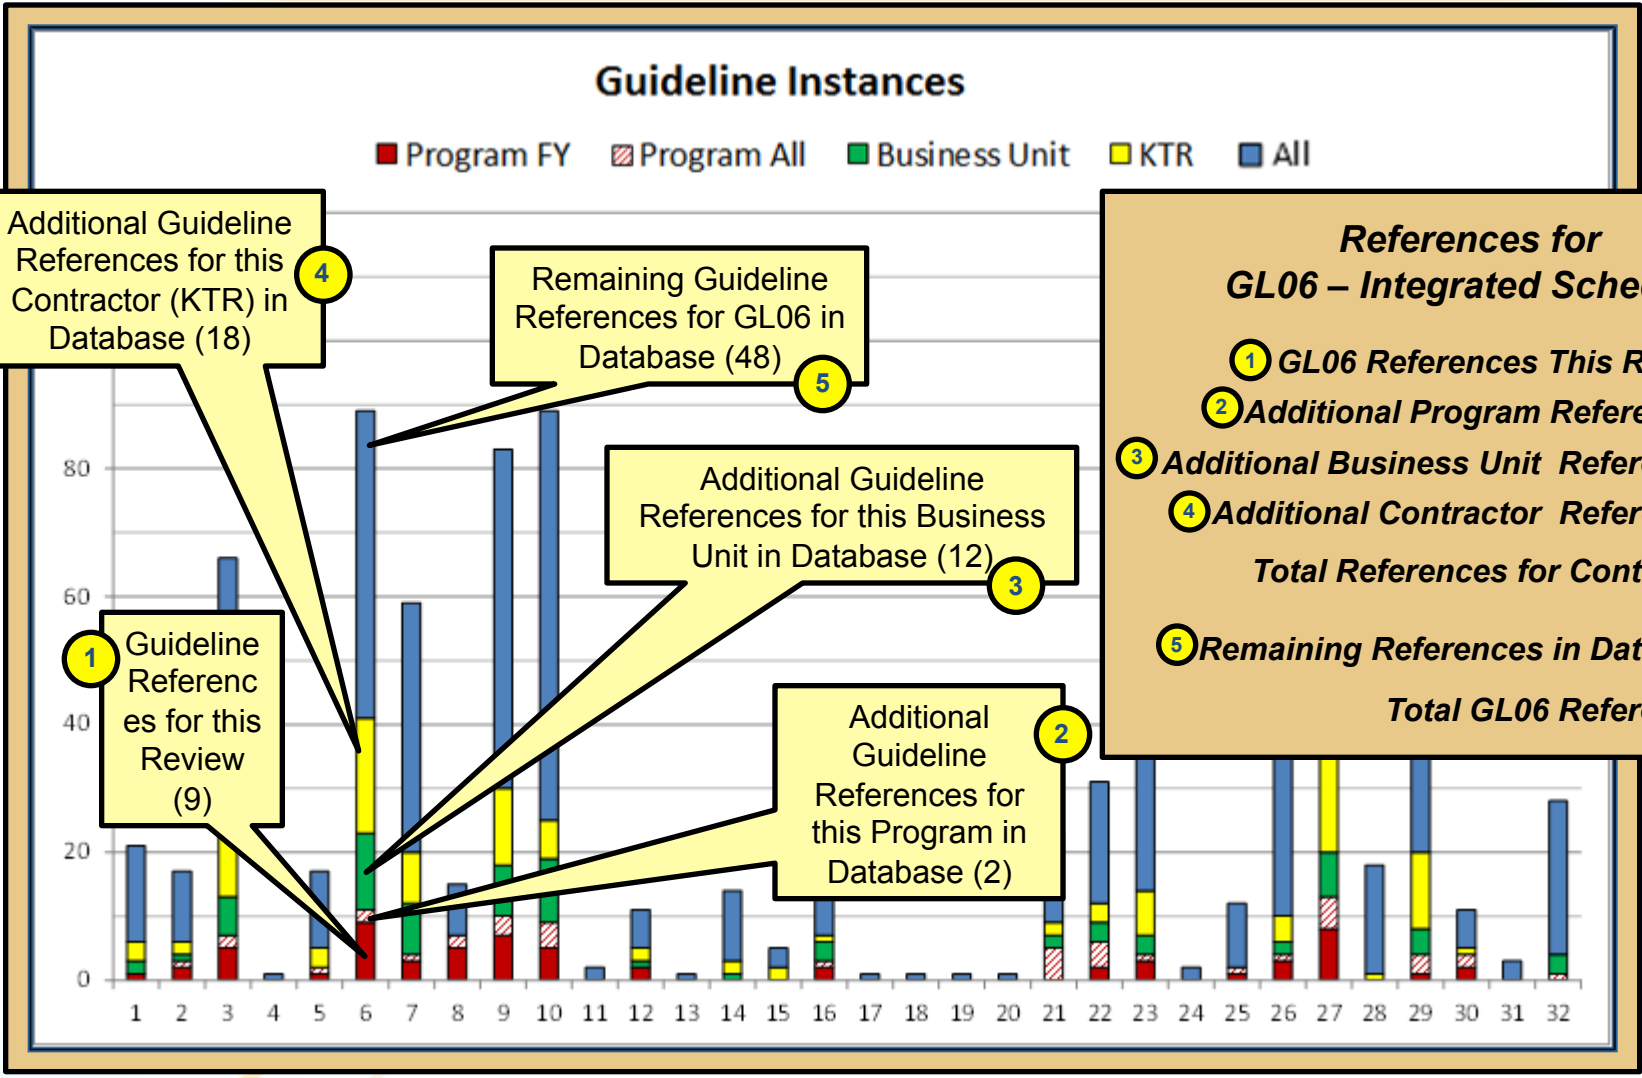 Guideline Instances
Program FY Program All Business Unit KTR All
Additional Guideline
References for this
Contractor (KTR) in
Database (18)
4
Remaining Guideline
References for GL06 in
Database (48)
5
Additional Guideline
References for this Business
Unit in Database (12)
3
1
Guideline
Referenc
es for this
Review
(9)
Additional
Guideline
References for
this Program in
Database (2)
2
References for
GL06 – Integrated Sche
1 GL06 References This R
2 Additional Program Refere
3 Additional Business Unit Refer
4 Additional Contractor Refer
Total References for Cont
5 Remaining References in Dat
Total GL06 Refer
80
60
40
20
0
1 2 3 4 5 6 7 8 9 10 11 12 13 14 15 16 17 18 19 20 21 22 23 24 25 26 27 28 29 30 31 32